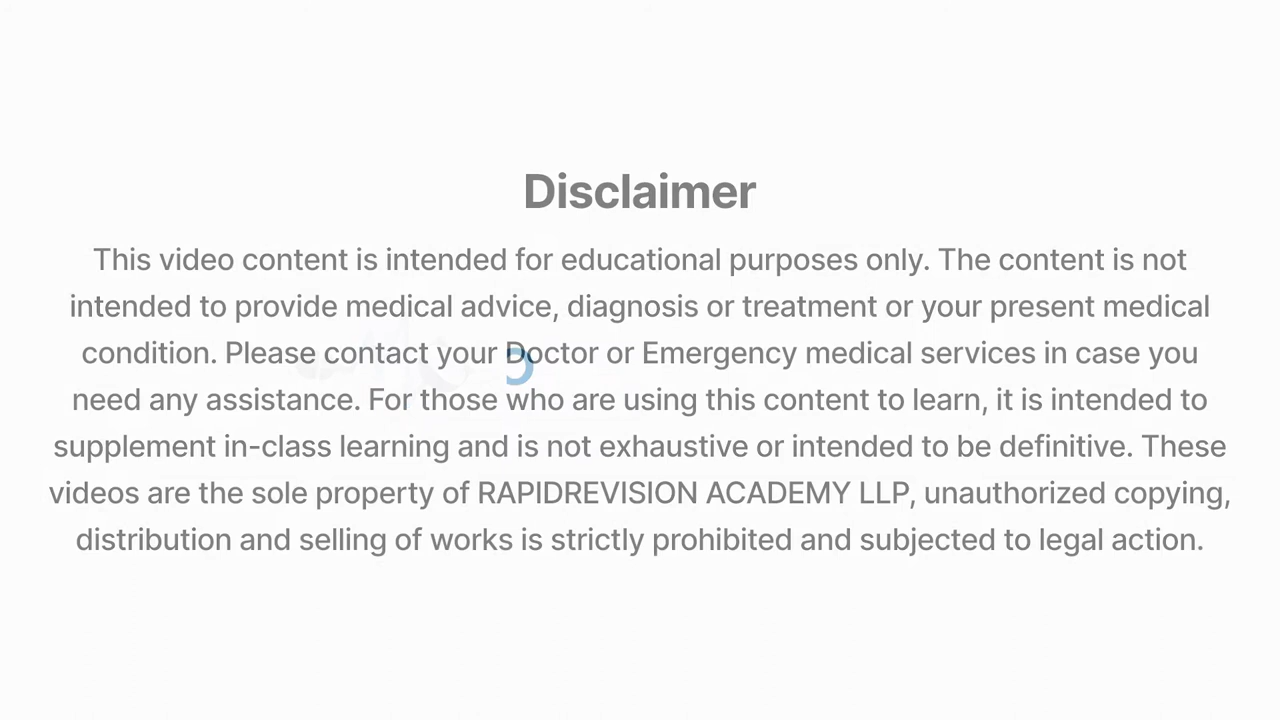 Disclaimer
This video content is intended for educational purposes only. The content is not
intended to provide medical advice, diagnosis or treatment or your present medical
condition. Please contact your Doctor or Emergency medical services in case you
need any assistance. For those who are using this content to learn, it is intended to
supplement in-class learning and is not exhaustive or intended to be definitive. These
videos are the sole property of RAPIDREVISION ACADEMY LLP, unauthorized copying,
distribution and selling of works is strictly prohibited and subjected to legal action.